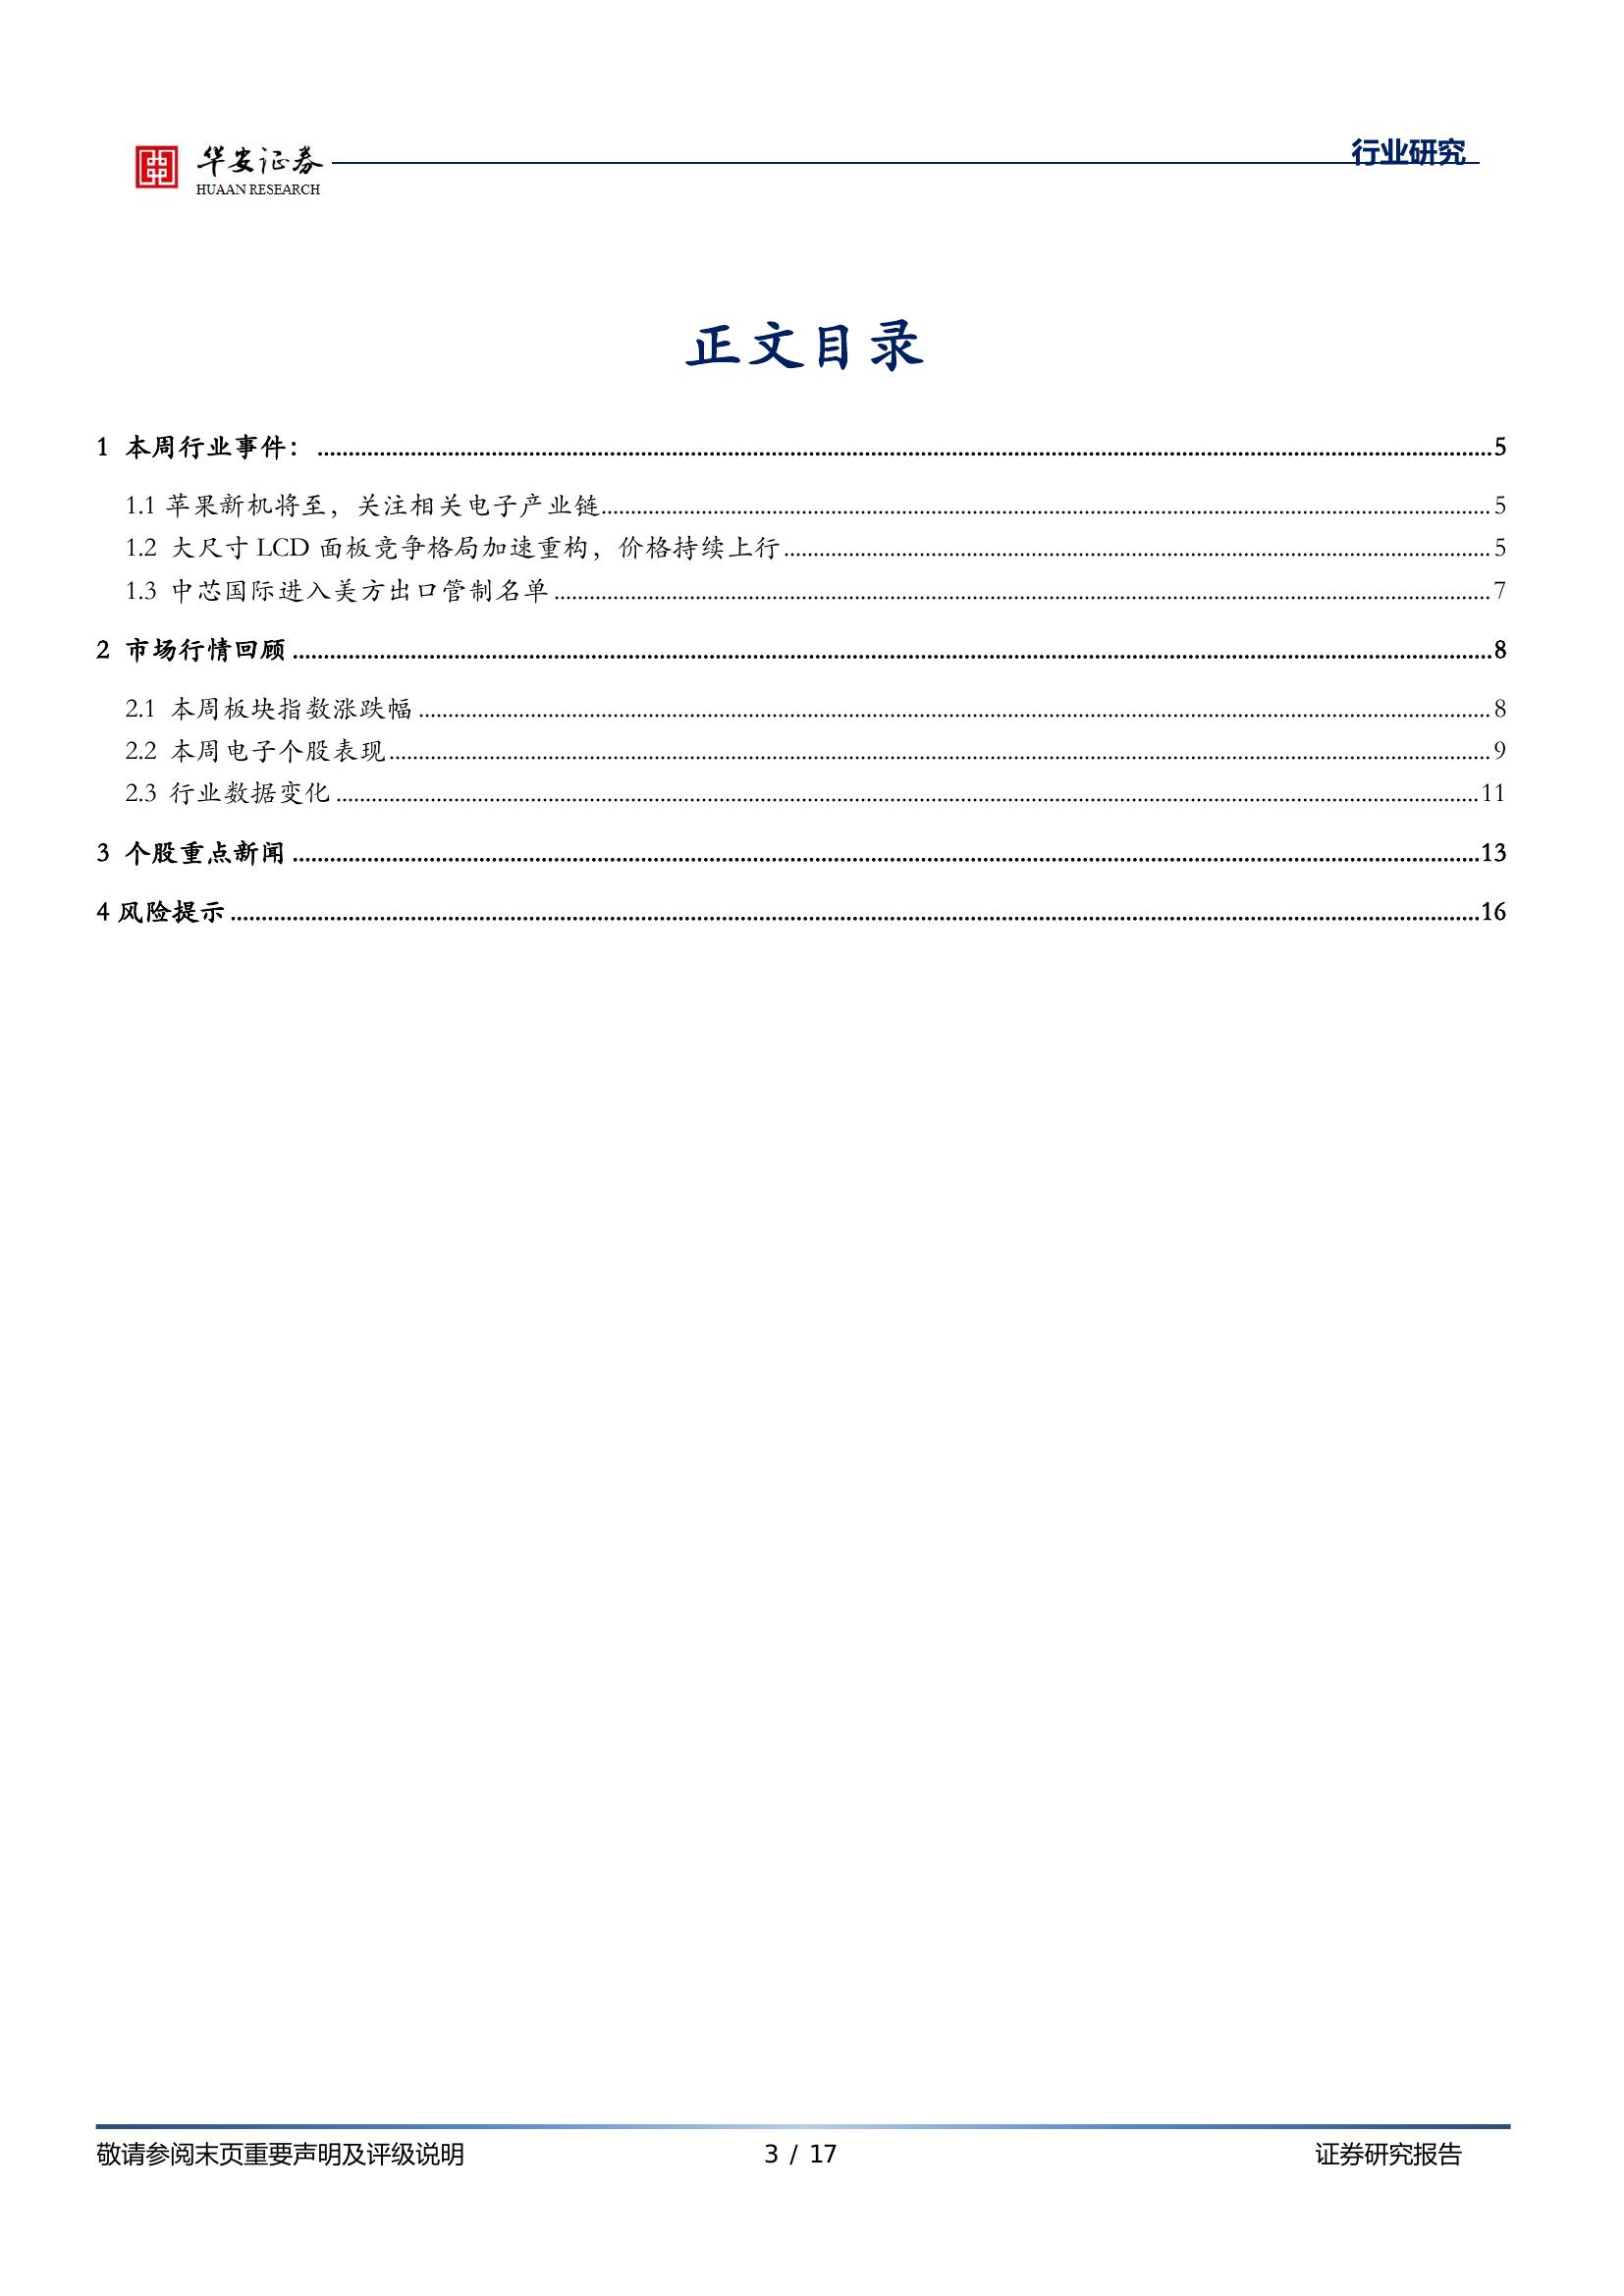 华安证券
HUAAN RESEARCH
行业研究
正文目录
1 本周行业事件： ........................................ 5
1.1 苹果新机将至，关注相关电子产业链 ........................................ 5
1.2 大尺寸 LCD 面板竞争格局加速重构，价格持续上行 ........................................ 5
1.3 中芯国际进入美方出口管制名单 ........................................ 7
2 市场行情回顾 ........................................ 8
2.1 本周板块指数涨跌幅 ........................................ 8
2.2 本周电子个股表现 ........................................ 9
2.3 行业数据变化 ........................................ 11
3 个股重点新闻 ........................................ 13
4 风险提示 ........................................ 16
敬请参阅末页重要声明及评级说明 3 / 17 证券研究报告